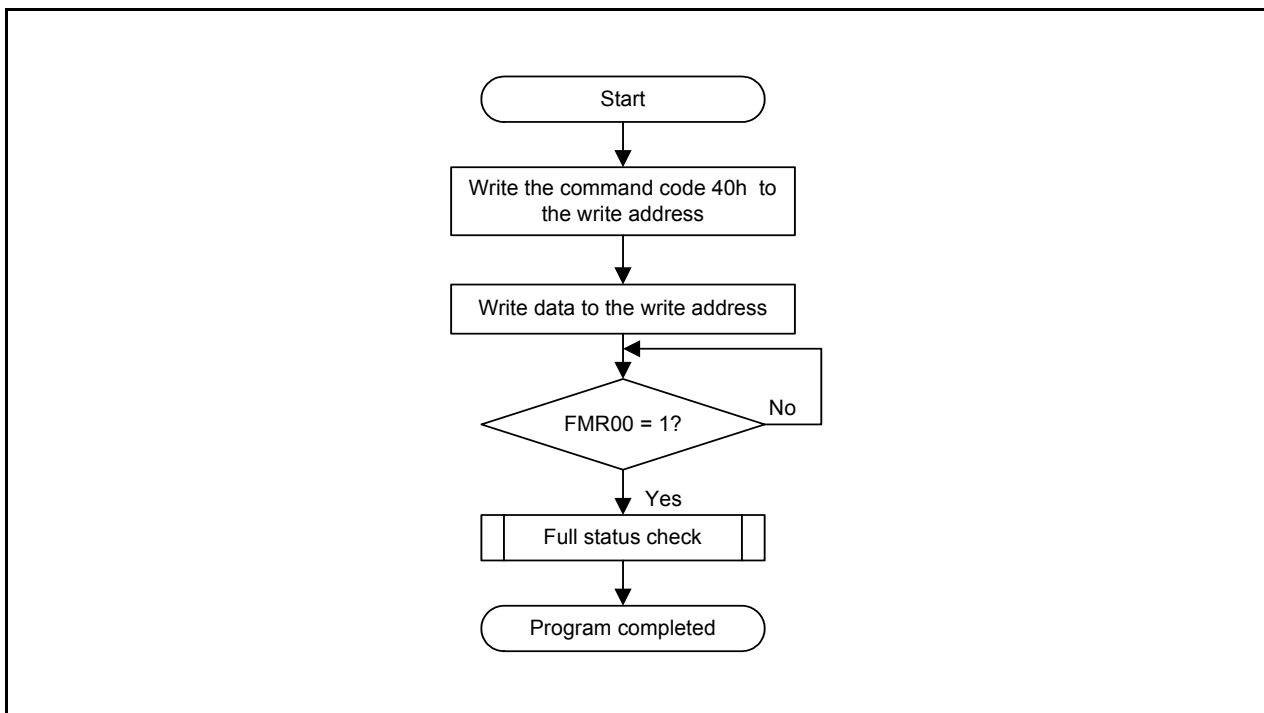 Start
Write the command code 40h to
the write address
Write data to the write address
FMR00 = 1?
No
Yes
Full status check
Program completed